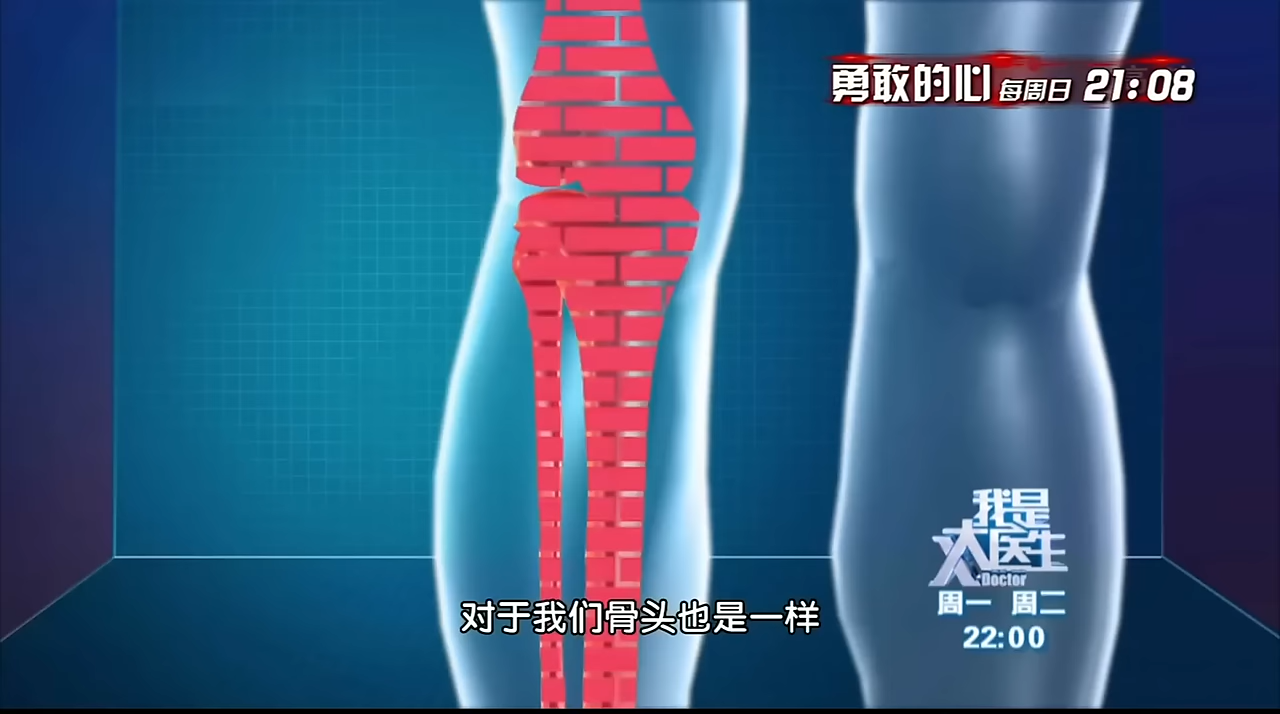 勇敢的心 每周日 21:08
我是
大医生
Doctor
周一 周二
22:00
对于我们骨头也是一样